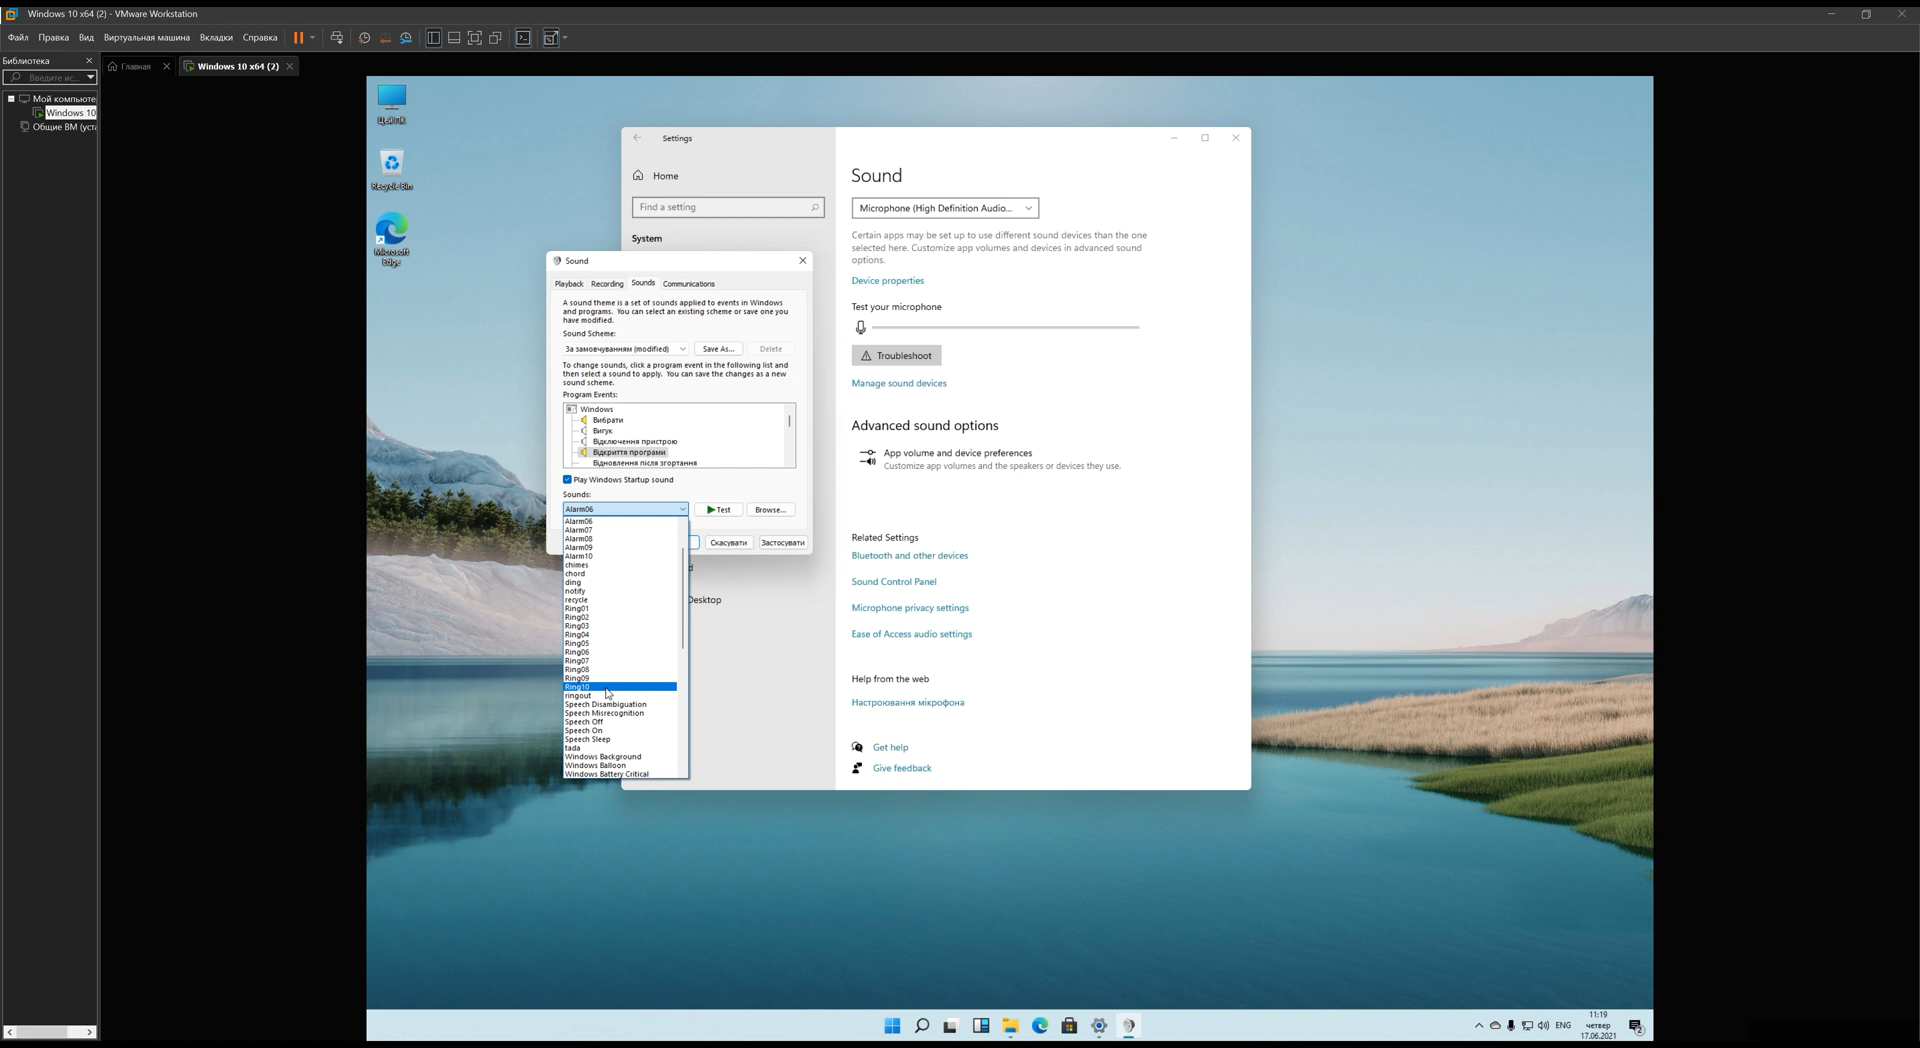 Windows 10 x64 (2) - VMware Workstation
Файл Правка Вид Виртуальная машина Вкладки Справка
Библиотека
Введите ис...
Мой компьюте
Windows 10
Общие ВМ (уста
Главная
Windows 10 x64 (2)
Цей ПК
Recycle Bin
Microsoft
Edge
Settings
Home
Find a setting
System
Sound
Playback Recording Sounds Communications
A sound theme is a set of sounds applied to events in Windows
and programs. You can select an existing scheme or save one you
have modified.
Sound Scheme:
За замовчуванням (modified)
Save As...
Delete
To change sounds, click a program event in the following list and
then select a sound to apply. You can save the changes as a new
sound scheme.
Program Events:
Windows
Вибрати
Вигук
Відключення пристрою
Відкриття програми
Відновлення після згортання
Play Windows Startup sound
Sounds:
Alarm06
Test
Browse...
Скасувати
Застосувати
Alarm06
Alarm07
Alarm08
Alarm09
Alarm10
chimes
chord
ding
notify
recycle
Ring01
Ring02
Ring03
Ring04
Ring05
Ring06
Ring07
Ring08
Ring09
Ring10
ringout
Speech Disambiguation
Speech Misrecognition
Speech Off
Speech On
Speech Sleep
tada
Windows Background
Windows Balloon
Windows Battery Critical
d
Desktop
Sound
Microphone (High Definition Audio...
Certain apps may be set up to use different sound devices than the one
selected here. Customize app volumes and devices in advanced sound
options.
Device properties
Test your microphone
Troubleshoot
Manage sound devices
Advanced sound options
App volume and device preferences
Customize app volumes and the speakers or devices they use.
Related Settings
Bluetooth and other devices
Sound Control Panel
Microphone privacy settings
Ease of Access audio settings
Help from the web
Настроювання мікрофона
Get help
Give feedback
ENG
11:19
четвер
17.06.2021
2